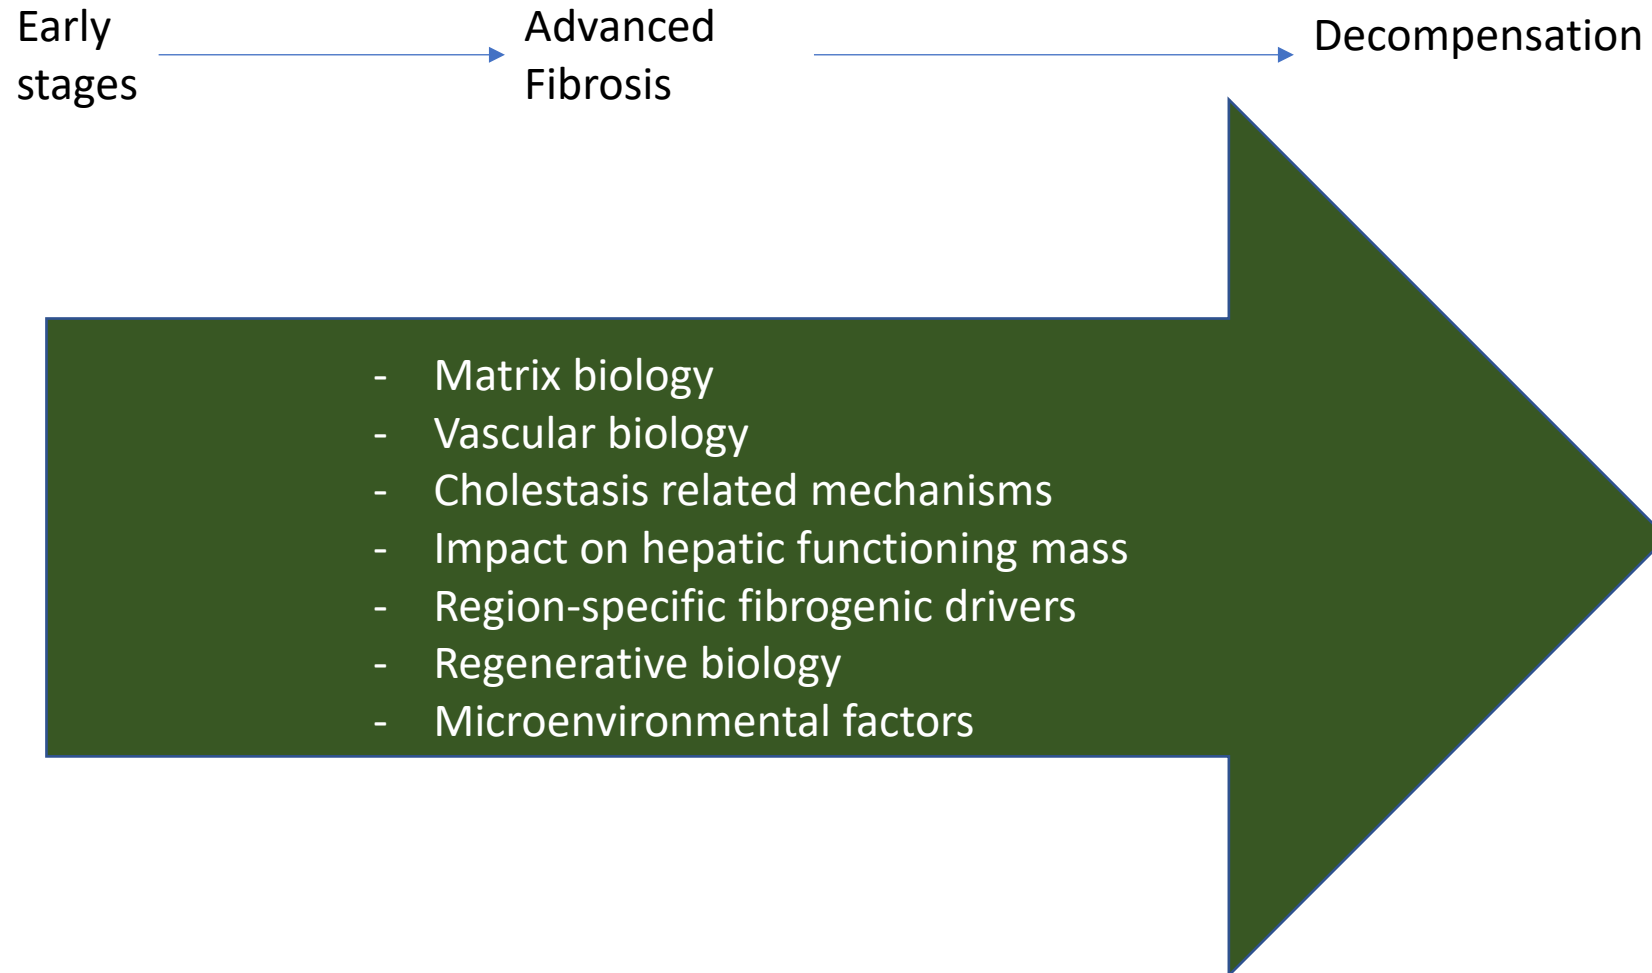 Early
stages
Advanced
Fibrosis
Decompensation
- Matrix biology
- Vascular biology
- Cholestasis related mechanisms
- Impact on hepatic functioning mass
- Region-specific fibrogenic drivers
- Regenerative biology
- Microenvironmental factors